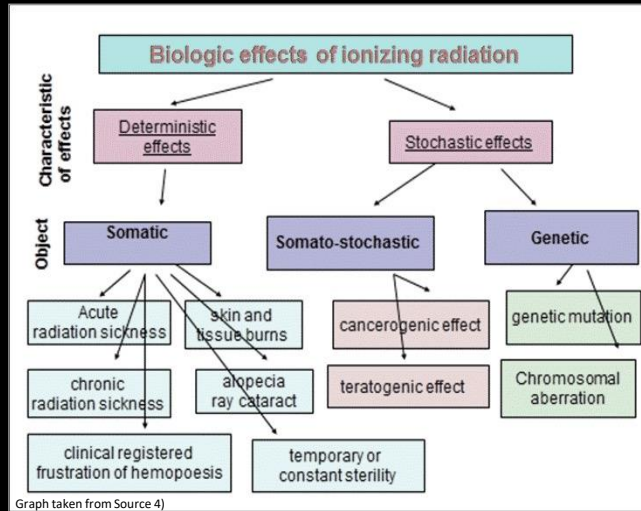 Biologic effects of ionizing radiation
Characteristic
of effects
Deterministic
effects
Stochastic effects
Object
Somatic
Somato-stochastic
Genetic
Acute
radiation sickness
skin and
tissue burns
cancerogenic effect
genetic mutation
chronic
radiation sickness
alopecia
ray cataract
teratogenic effect
Chromosomal
aberration
clinical registered
frustration of hemopoesis
temporary or
constant sterility
Graph taken from Source 4)